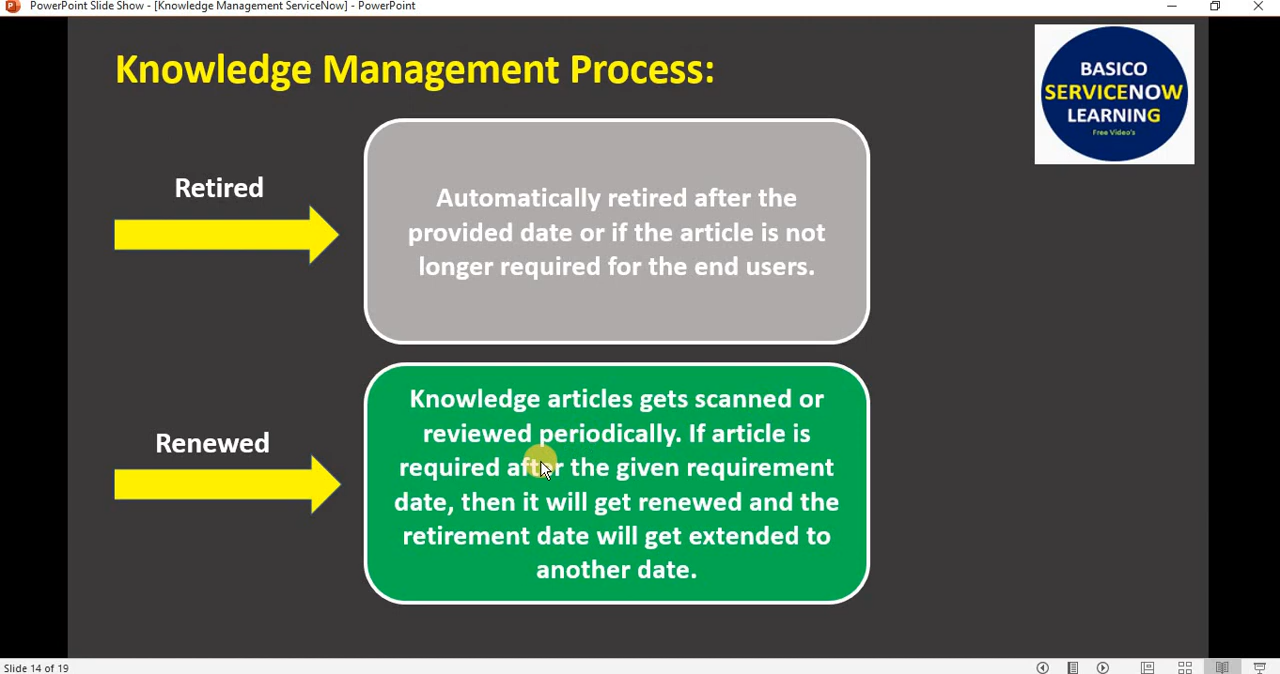 PowerPoint Slide Show - [Knowledge Management ServiceNow] - PowerPoint
Knowledge Management Process:
BASICO
SERVICENOW
LEARNING
Free Video's
Retired
Automatically retired after the
provided date or if the article is not
longer required for the end users.
Renewed
Knowledge articles gets scanned or
reviewed periodically. If article is
required after the given requirement
date, then it will get renewed and the
retirement date will get extended to
another date.
Slide 14 of 19